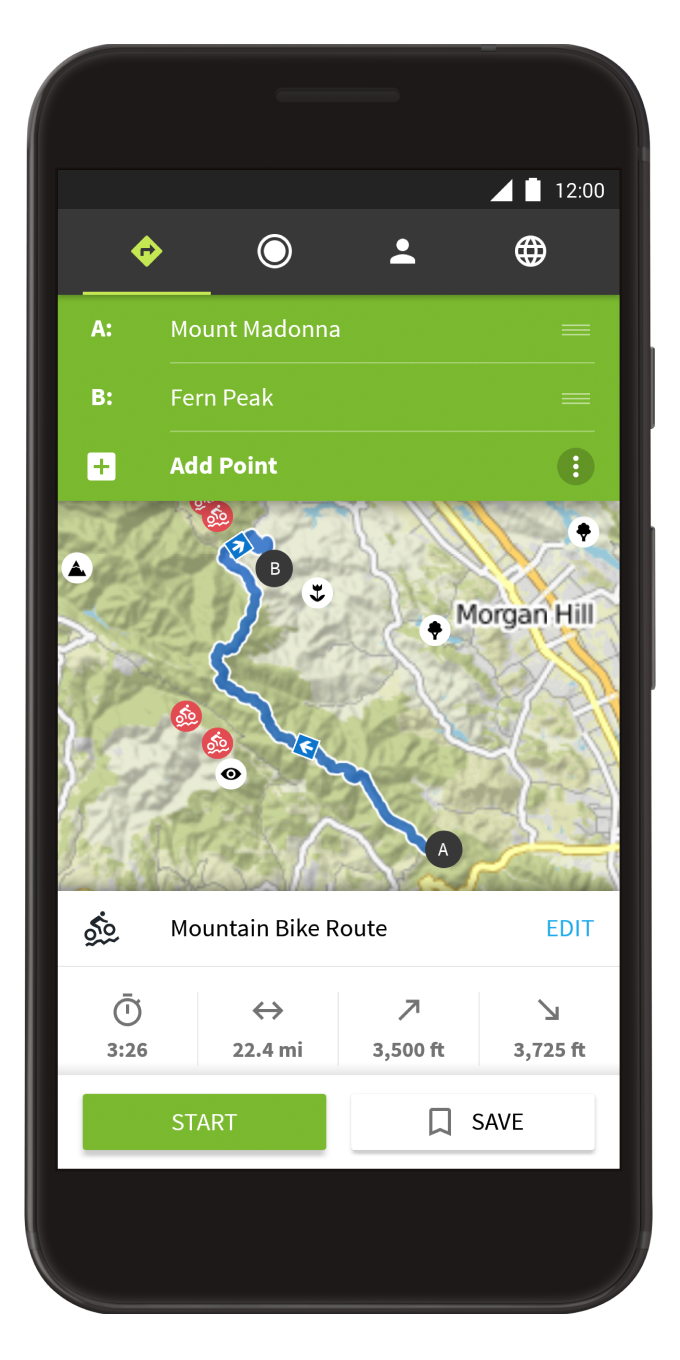 12:00
A: Mount Madonna
B: Fern Peak
Add Point
B
Morgan Hill
A
Mountain Bike Route EDIT
3:26 22.4 mi 3,500 ft 3,725 ft
START SAVE